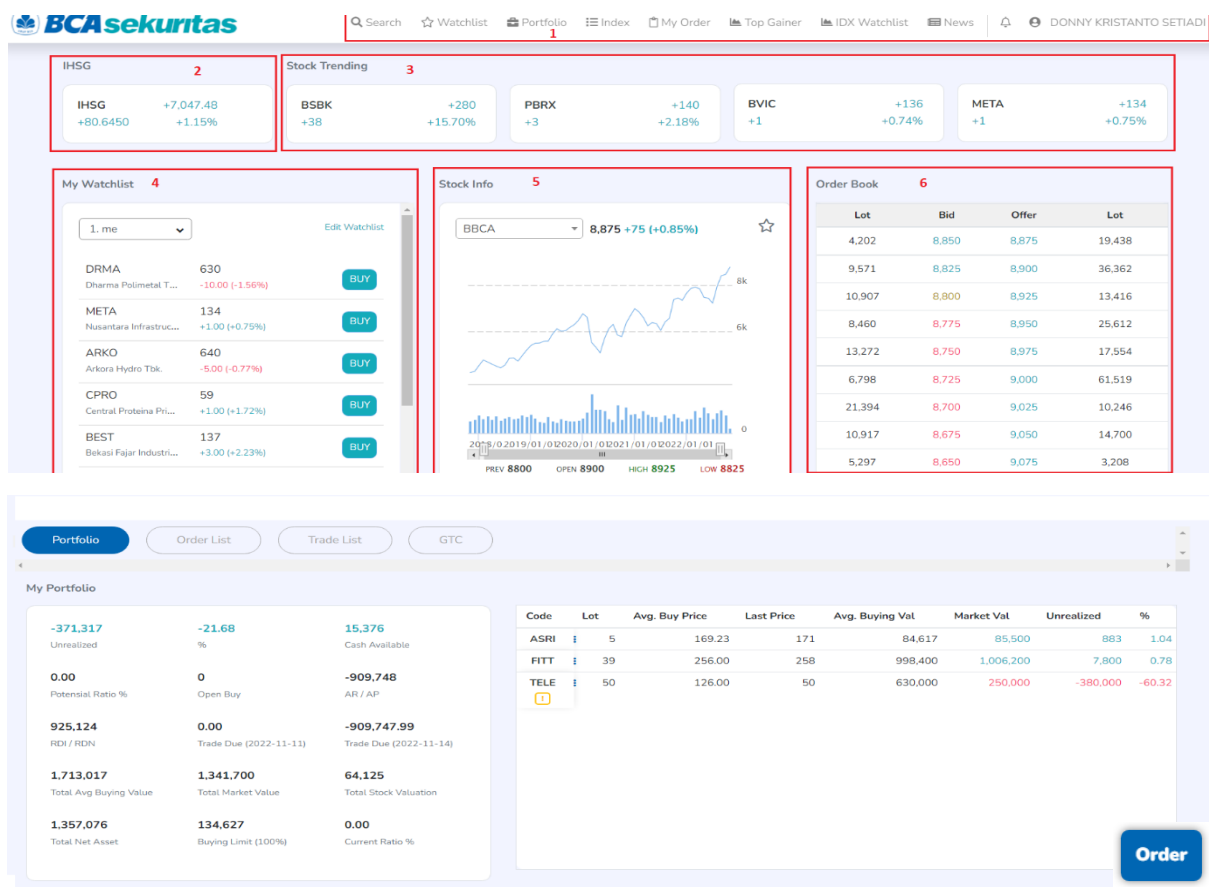 BCA sekuritas
Search Watchlist Portfolio Index My Order Top Gainer IDX Watchlist News DONNY KRISTANTO SETIADI
1
IHSG 2
IHSG +7,047.48
+80.6450 +1.15%
Stock Trending 3
BSBK +280
+38 +15.70%
PBRX +140
+3 +2.18%
BVIC +136
+1 +0.74%
META +134
+1 +0.75%
My Watchlist 4
1. me Edit Watchlist
DRMA 630
Dharma Polimetal T... -10.00 (-1.56%) BUY
META 134
Nusantara Infrastruc... +1.00 (+0.75%) BUY
ARKO 640
Arkora Hydro Tbk. -5.00 (-0.77%) BUY
CPRO 59
Central Proteina Pri... +1.00 (+1.72%) BUY
BEST 137
Bekasi Fajar Industri... +3.00 (+2.23%) BUY
Stock Info 5
BBCA 8,875 +75 (+0.85%)
8k
6k
0
2019/01/01 2020/01/01 2021/01/01 2022/01/01
PREV 8800 OPEN 8900 HIGH 8925 LOW 8825
Order Book 6
Lot Bid Offer Lot
4,202 8,850 8,875 19,438
9,571 8,825 8,900 36,362
10,907 8,800 8,925 13,416
8,460 8,775 8,950 25,612
13,272 8,750 8,975 17,554
6,798 8,725 9,000 61,519
21,394 8,700 9,025 10,246
10,917 8,675 9,050 14,700
5,297 8,650 9,075 3,208
Portfolio Order List Trade List GTC
My Portfolio
-371,317 -21.68 15,376
Unrealized % Cash Available
0.00 0 -909,748
Potensial Ratio % Open Buy AR / AP
925,124 0.00 -909,747.99
RDI / RDN Trade Due (2022-11-11) Trade Due (2022-11-14)
1,713,017 1,341,700 64,125
Total Avg Buying Value Total Market Value Total Stock Valuation
1,357,076 134,627 0.00
Total Net Asset Buying Limit (100%) Current Ratio %
Code Lot Avg. Buy Price Last Price Avg. Buying Val Market Val Unrealized %
ASRI 5 169.23 171 84,617 85,500 883 1.04
FITT 39 256.00 258 998,400 1,006,200 7,800 0.78
TELE 50 126.00 50 630,000 250,000 -380,000 -60.32
Order